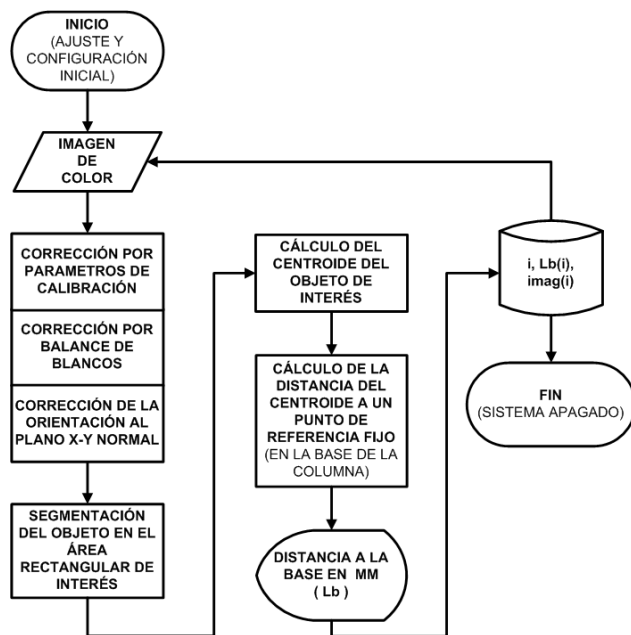 INICIO
(AJUSTE Y
CONFIGURACIÓN
INICIAL)
IMAGEN
DE
COLOR
CORRECCIÓN POR
PARAMETROS DE
CALIBRACIÓN
CORRECCIÓN POR
BALANCE DE
BLANCOS
CORRECCIÓN DE LA
ORIENTACIÓN AL
PLANO X-Y NORMAL
SEGMENTACIÓN
DEL OBJETO EN EL
ÁREA
RECTANGULAR DE
INTERÉS
CÁLCULO DEL
CENTROIDE DEL
OBJETO DE
INTERÉS
CÁLCULO DE LA
DISTANCIA DEL
CENTROIDE A UN
PUNTO DE
REFERENCIA FIJO
(EN LA BASE DE LA
COLUMNA)
DISTANCIA A LA
BASE EN MM
( Lb )
i, Lb(i),
imag(i)
FIN
(SISTEMA APAGADO)